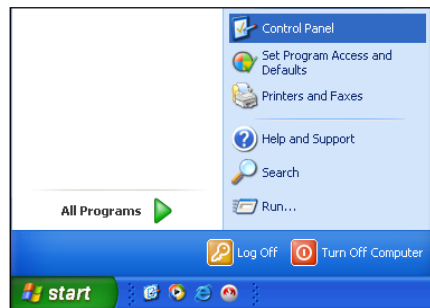 Control Panel
Set Program Access and
Defaults
Printers and Faxes
Help and Support
Search
All Programs
Run...
Log Off
Turn Off Computer
start